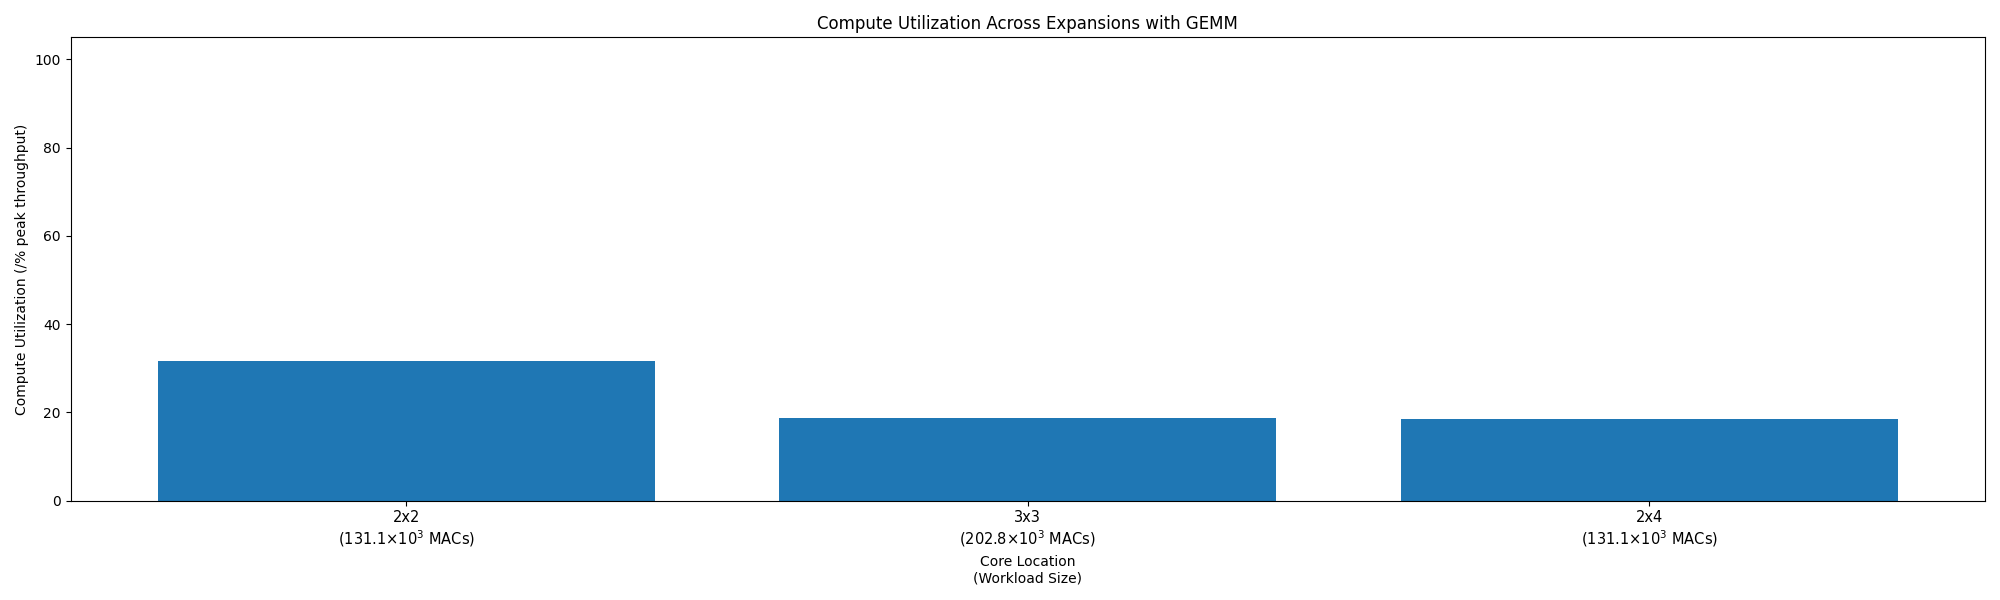 Compute Utilization Across Expansions with GEMM
Compute Utilization (/% peak throughput)
100
80
60
40
20
0
2x2
(131.1×10³ MACs)
3x3
(202.8×10³ MACs)
2x4
(131.1×10³ MACs)
Core Location
(Workload Size)